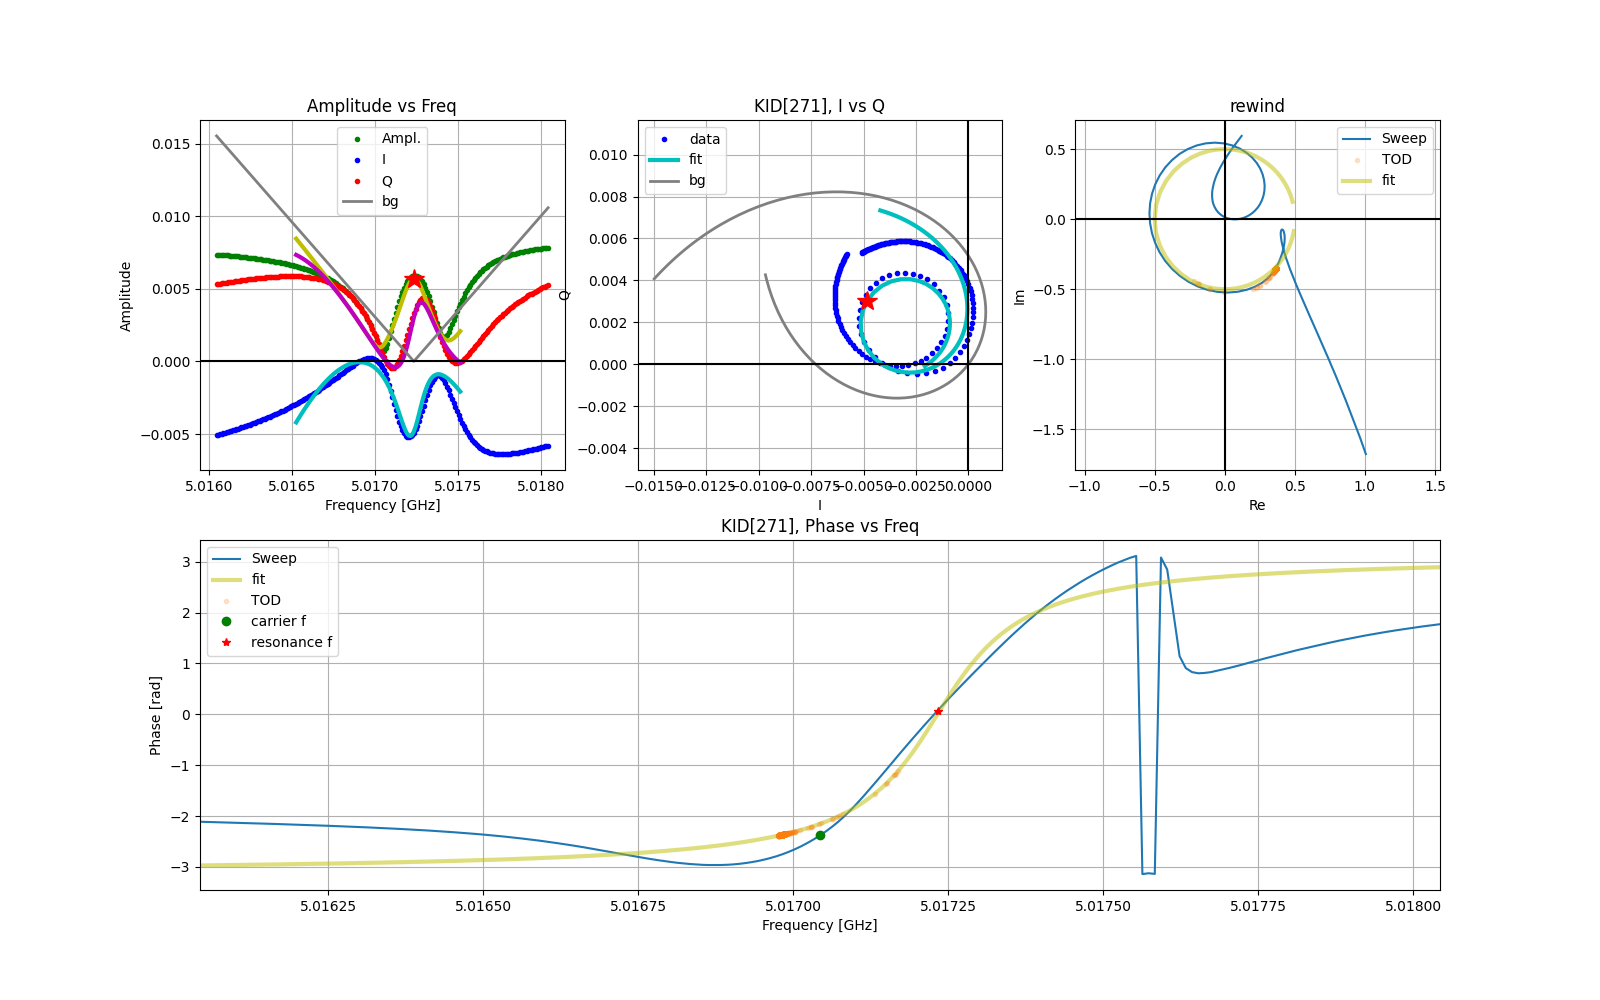 Amplitude vs Freq
Amplitude
0.015
0.010
0.005
0.000
−0.005
Ampl.
I
Q
bg
5.0160 5.0165 5.0170 5.0175 5.0180
Frequency [GHz]
KID[271], I vs Q
Q
0.010
0.008
0.006
0.004
0.002
0.000
−0.002
−0.004
data
fit
bg
−0.0150 −0.0125 −0.0100 −0.0075 −0.0050 −0.0025 0.0000
I
rewind
Im
0.5
0.0
−0.5
−1.0
−1.5
Sweep
TOD
fit
−1.0 −0.5 0.0 0.5 1.0 1.5
Re
KID[271], Phase vs Freq
Phase [rad]
3
2
1
0
−1
−2
−3
Sweep
fit
TOD
carrier f
resonance f
5.01625 5.01650 5.01675 5.01700 5.01725 5.01750 5.01775 5.01800
Frequency [GHz]